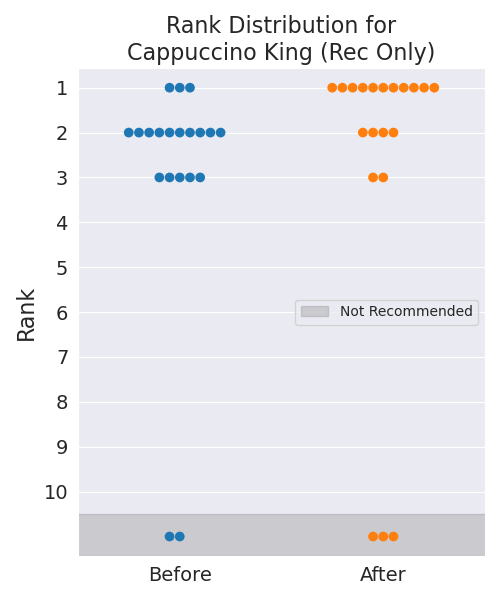 Rank Distribution for
Cappuccino King (Rec Only)
1
2
3
4
5
6
7
8
9
10
Rank
Not Recommended
Before
After